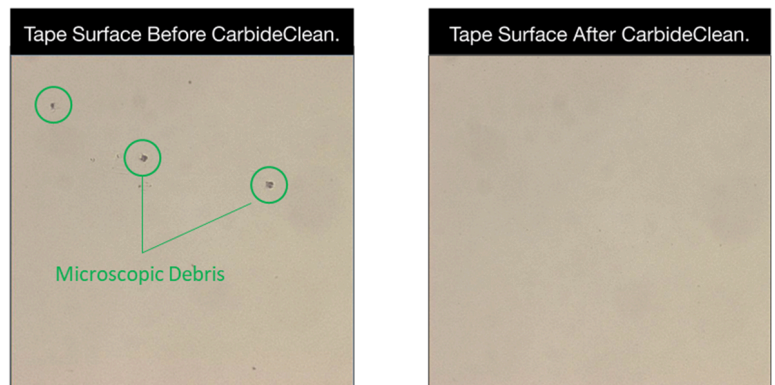 Tape Surface Before CarbideClean.
Tape Surface After CarbideClean.
Microscopic Debris